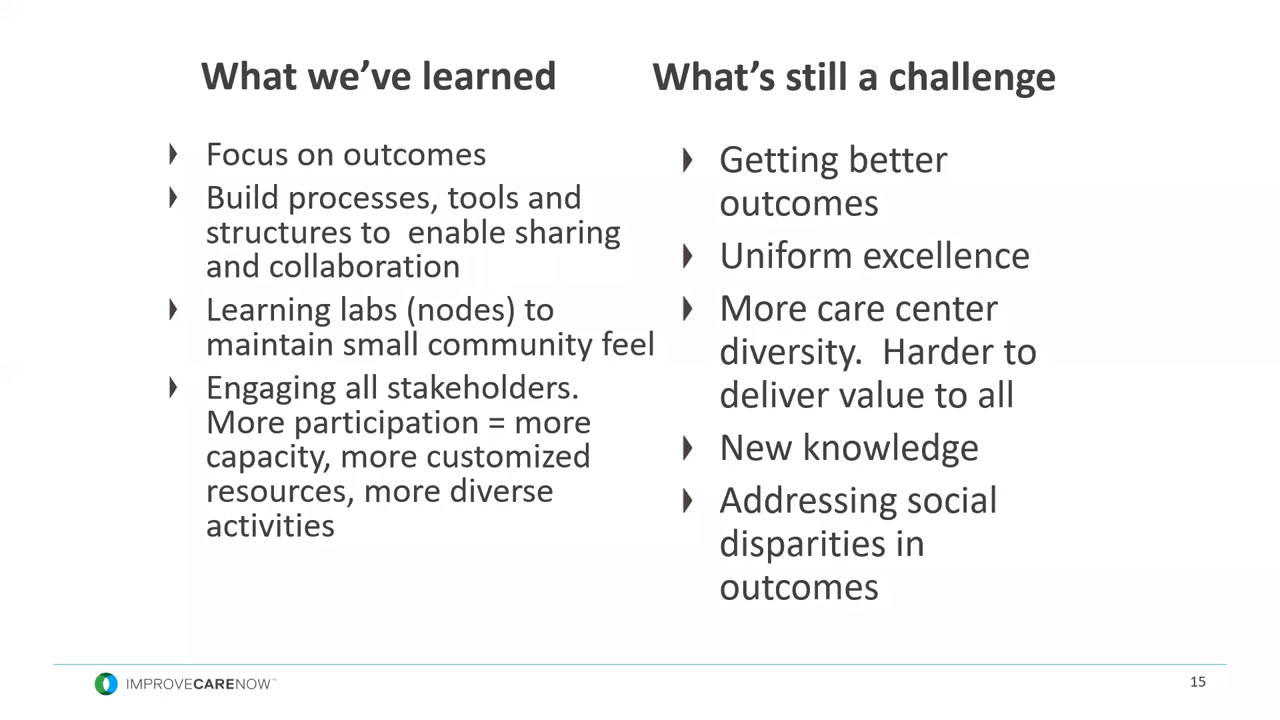 What we’ve learned
Focus on outcomes
Build processes, tools and
structures to  enable sharing
and collaboration
Learning labs (nodes) to
maintain small community feel
Engaging all stakeholders.
More participation = more
capacity, more customized
resources, more diverse
activities
What’s still a challenge
Getting better
outcomes
Uniform excellence
More care center
diversity.  Harder to
deliver value to all
New knowledge
Addressing social
disparities in
outcomes
IMPROVECARENOW™
15